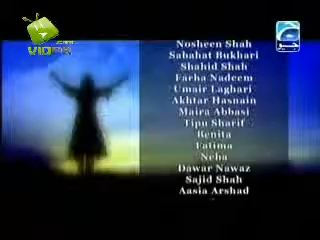 Nosheen Shah
Sabahat Bukhari
Shahid Shah
Farha Nadeem
Umair Laghari
Akhtar Hasnain
Maira Abbasi
Tipu Sharif
Benita
Fatima
Neha
Dawar Nawaz
Sajid Shah
Aasia Arshad